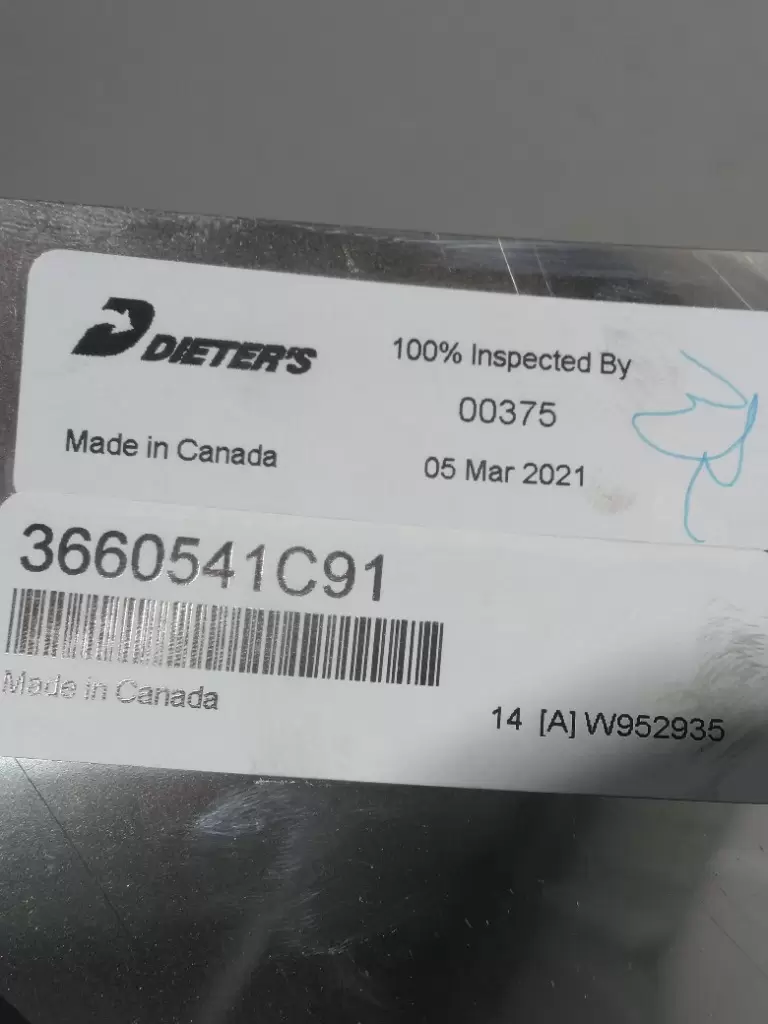 DIETER'S
100% Inspected By
00375
Made in Canada
05 Mar 2021
3660541C91
Made in Canada
14 [A] W952935